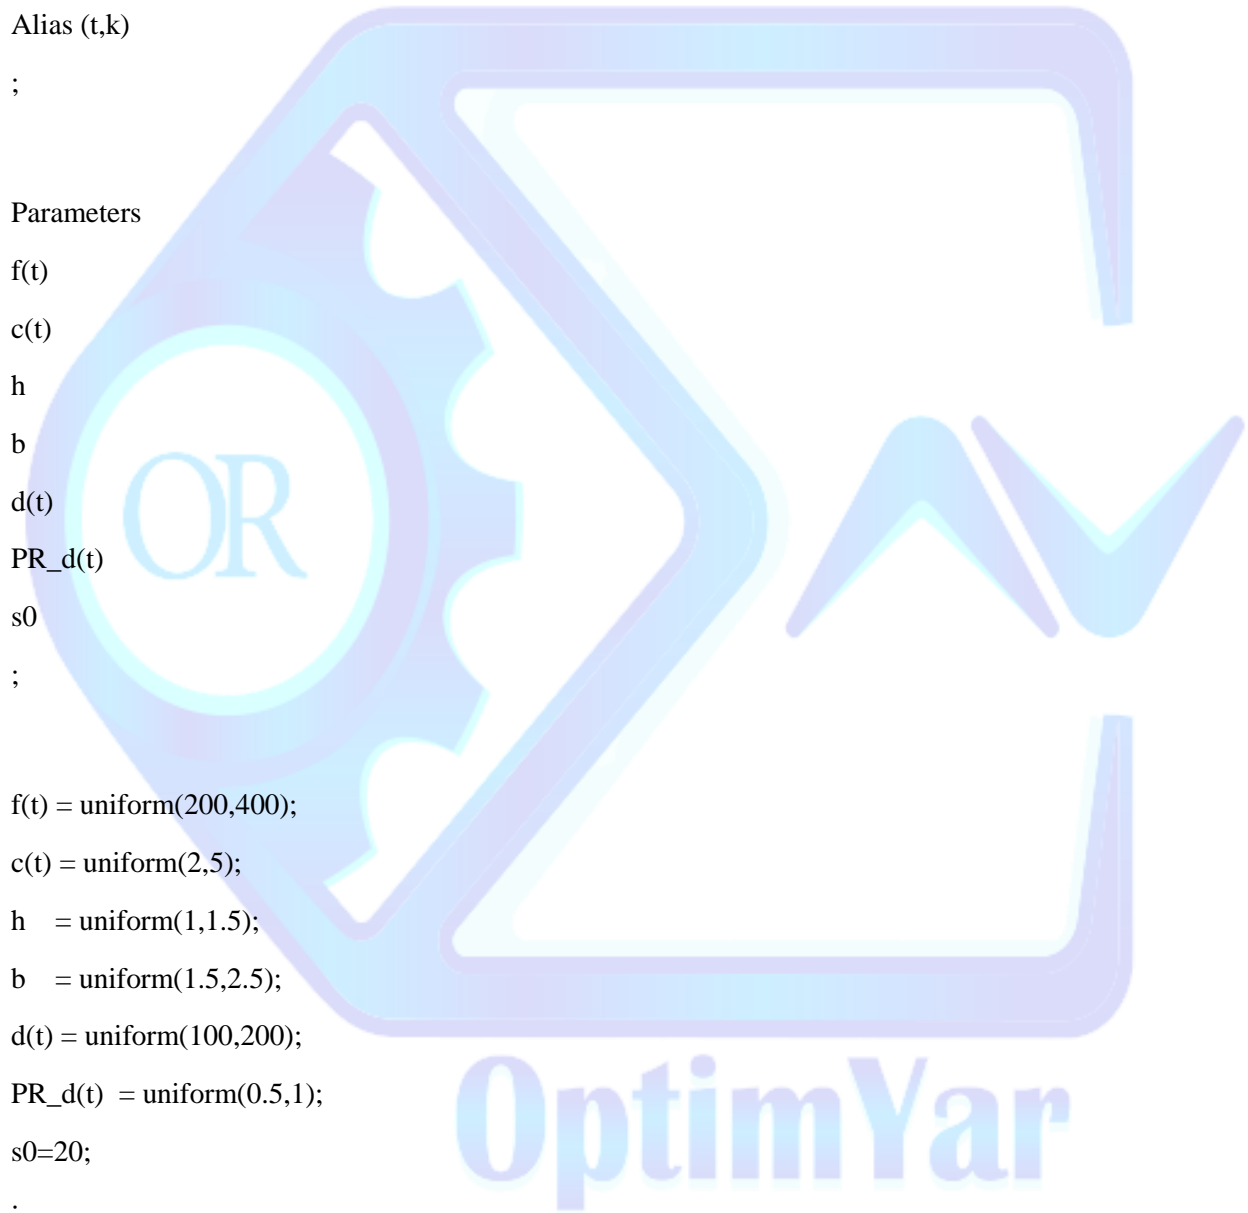 Alias (t,k)
;
Parameters
f(t)
c(t)
h
b
d(t)
PR_d(t)
s0
;
f(t) = uniform(200,400);
c(t) = uniform(2,5);
h = uniform(1,1.5);
b = uniform(1.5,2.5);
d(t) = uniform(100,200);
PR_d(t) = uniform(0.5,1);
s0=20;
.
OR
OptimYar